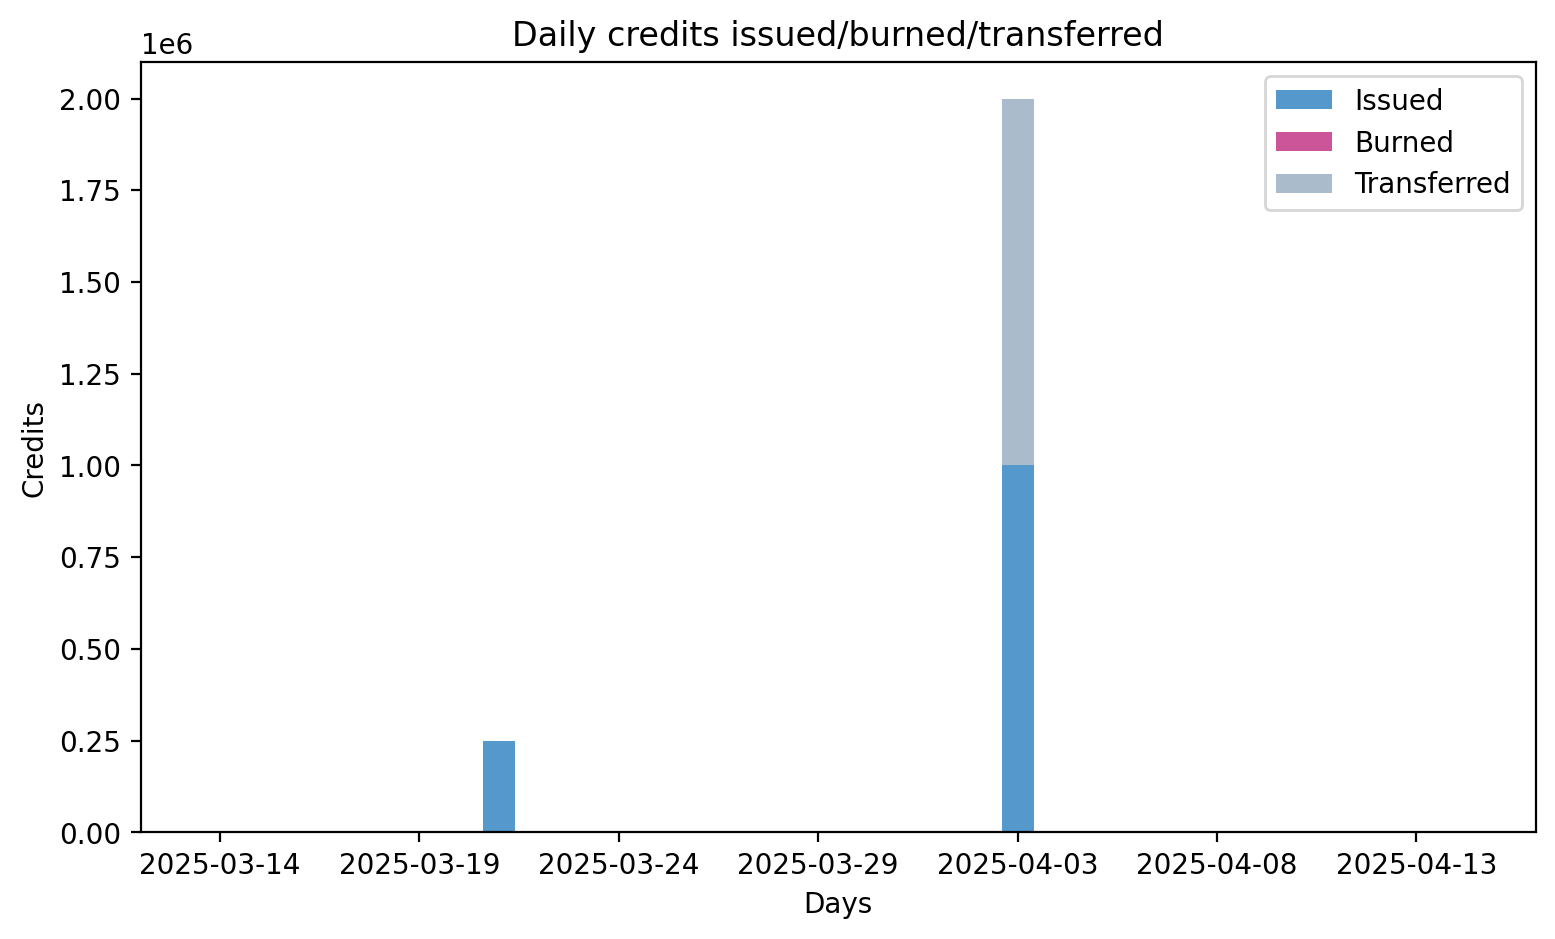 Daily credits issued/burned/transferred
1e6
2.00
1.75
1.50
1.25
1.00
0.75
0.50
0.25
0.00
Credits
Issued
Burned
Transferred
2025-03-14 2025-03-19 2025-03-24 2025-03-29 2025-04-03 2025-04-08 2025-04-13
Days